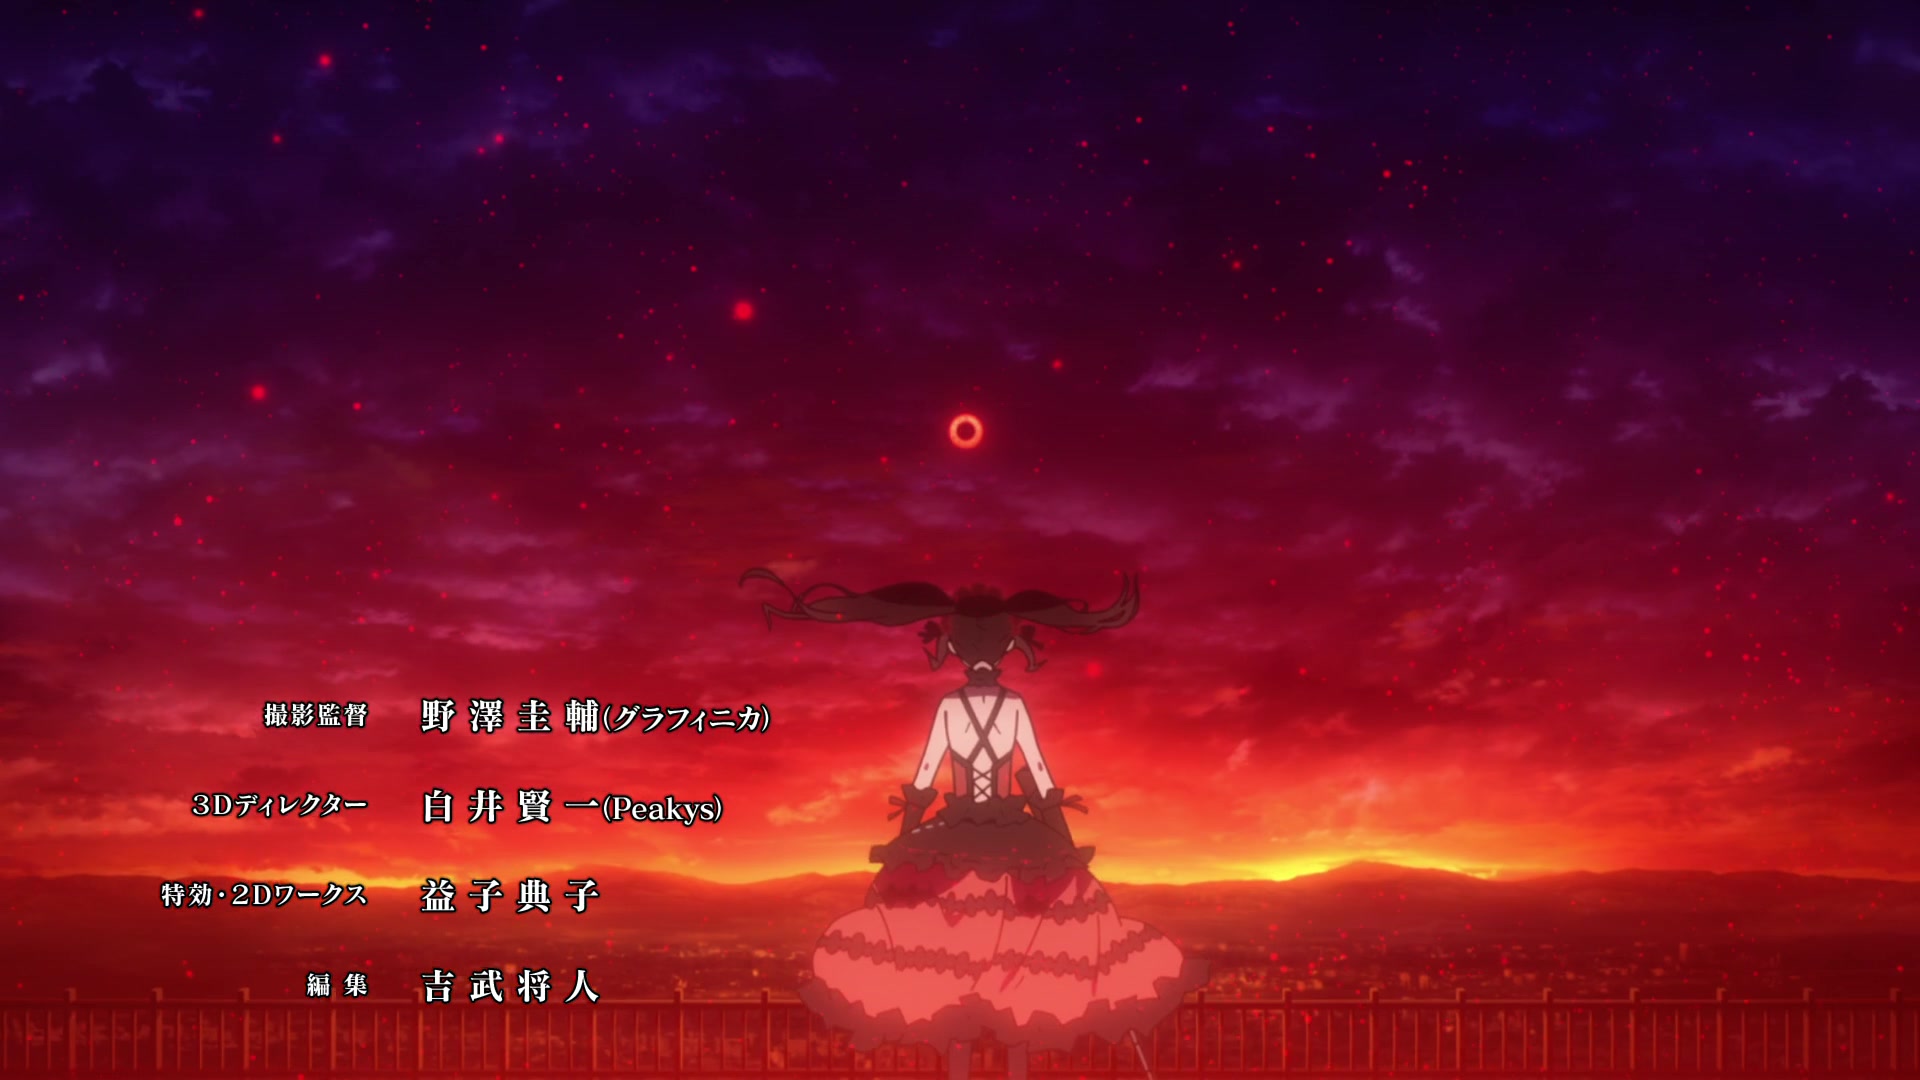 撮影監督 野澤圭輔(グラフィニカ)
3Dディレクター 白井賢一(Peakys)
特効・2Dワークス 益子典子
編集 吉武将人